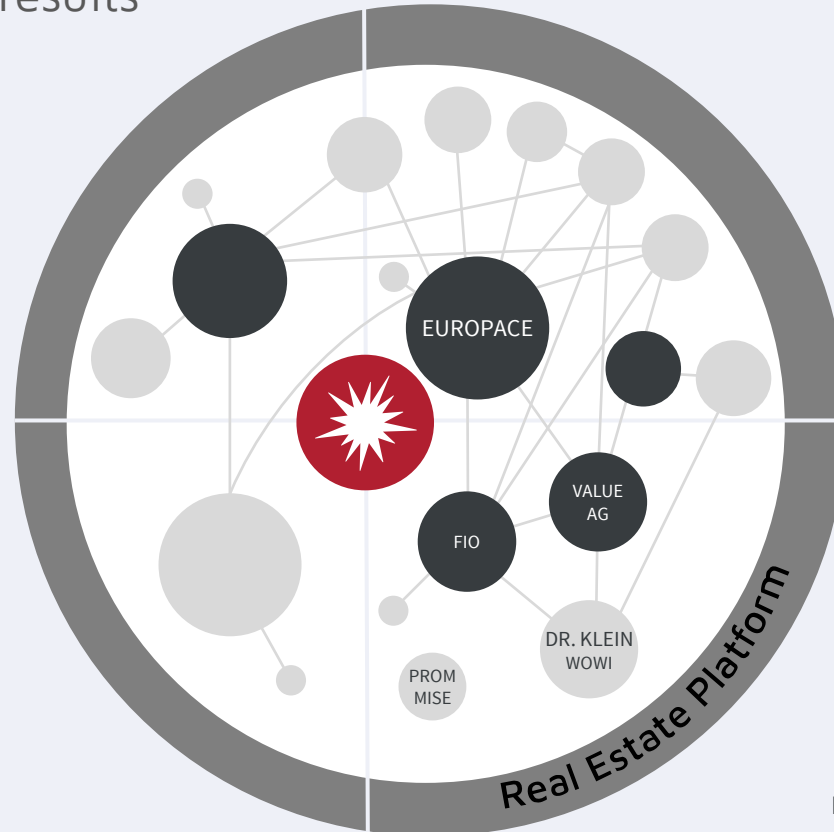 results
EUROPACE
VALUE
AG
FIO
DR. KLEIN
WOWI
PROM
MISE
Real Estate Platform